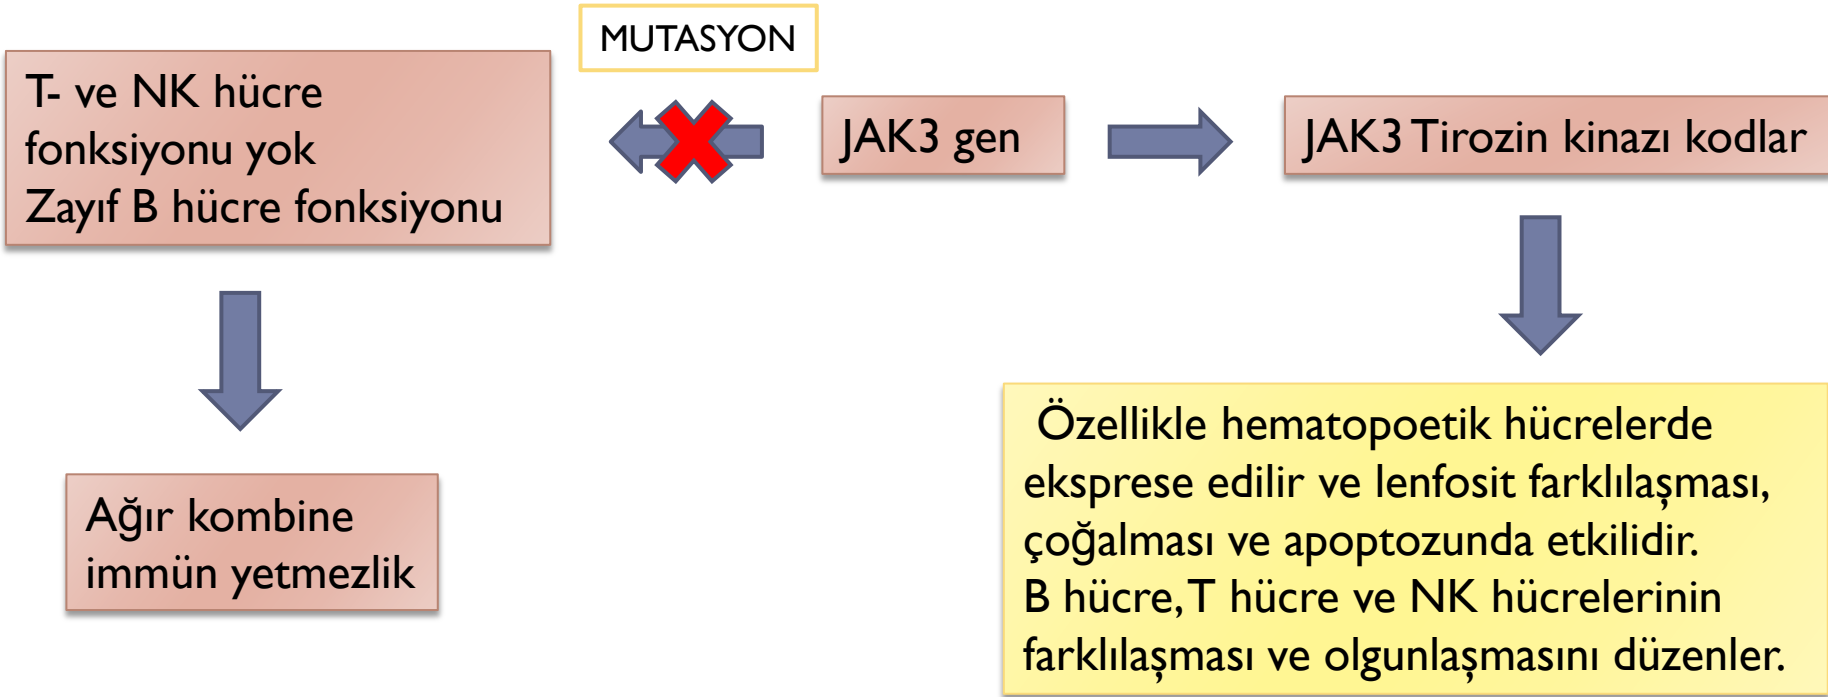 MUTASYON
T- ve NK hücre
fonksiyonu yok
Zayıf B hücre fonksiyonu
JAK3 gen
JAK3 Tirozin kinazı kodlar
Ağır kombine
immün yetmezlik
Özellikle hematopoetik hücrelerde
eksprese edilir ve lenfosit farklılaşması,
çoğalması ve apoptozunda etkilidir.
B hücre, T hücre ve NK hücrelerinin
farklılaşması ve olgunlaşmasını düzenler.